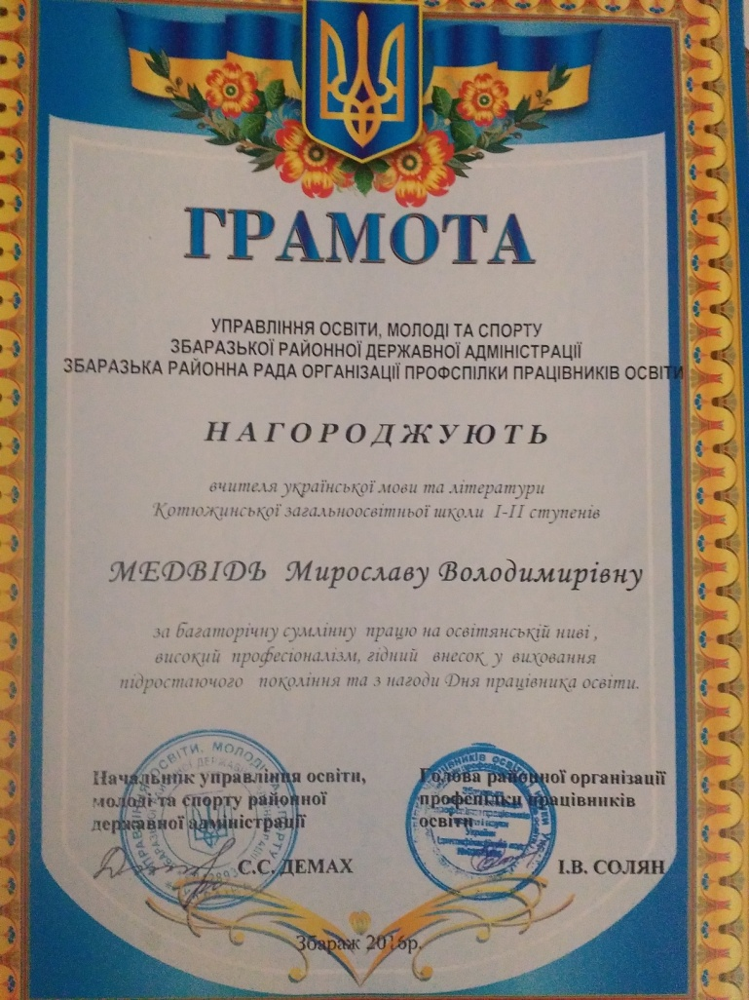 ГРАМОТА
УПРАВЛІННЯ ОСВІТИ, МОЛОДІ ТА СПОРТУ
ЗБАРАЗЬКОЇ РАЙОННОЇ ДЕРЖАВНОЇ АДМІНІСТРАЦІЇ
ЗБАРАЗЬКА РАЙОННА РАДА ОРГАНІЗАЦІЇ ПРОФСПІЛКИ ПРАЦІВНИКІВ ОСВІТИ
НАГОРОДЖУЮТЬ
вчителя української мови та літератури
Котюжинської загальноосвітньої школи І-ІІ ступенів
МЕДВІДЬ Мирославу Володимирівну
за багаторічну сумлінну працю на освітянській ниві ,
високий професіоналізм, гідний внесок у виховання
підростаючого покоління та з нагоди Дня працівника освіти.
Начальник управління освіти,
молоді та спорту районної
державної адміністрації
С.С. ДЕМАХ
Голова районної організації
профспілки працівників
освіти
І.В. СОЛЯН
Збараж 2016р.